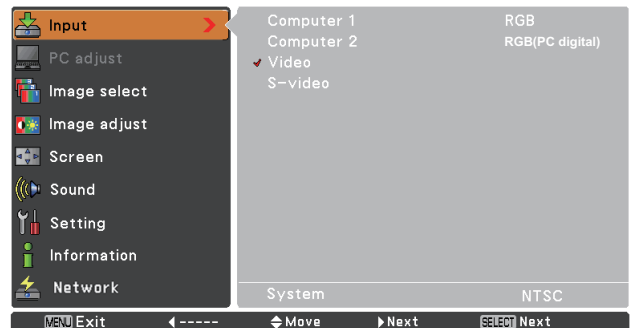 Input
PC adjust
Image select
Image adjust
Screen
Sound
Setting
Information
Network
Computer 1 RGB
Computer 2 RGB(PC digital)
Video
S-video
System NTSC
MENU Exit ----- Move Next SELECT Next